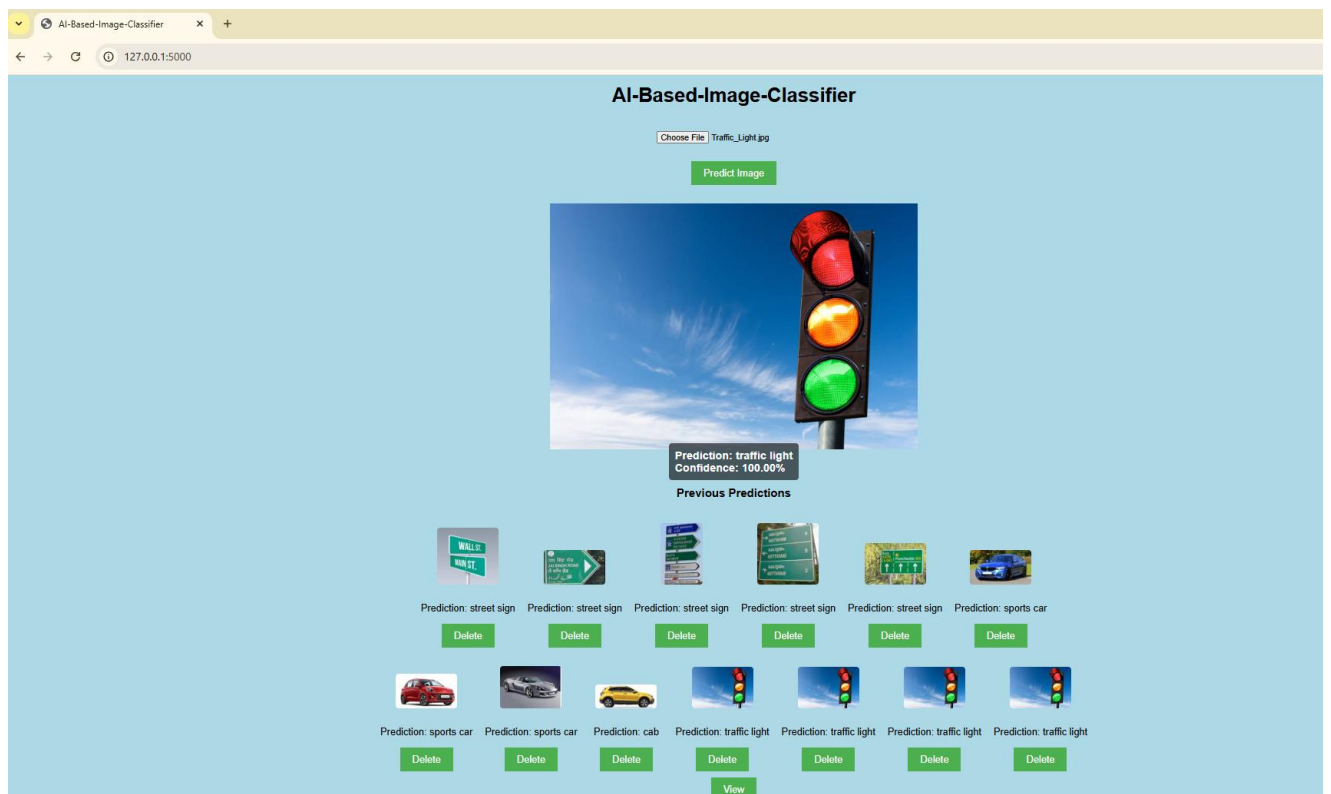 AI-Based-Image-Classifier
127.0.0.1:5000
AI-Based-Image-Classifier
Choose File Traffic_Light.jpg
Predict Image
Prediction: traffic light
Confidence: 100.00%
Previous Predictions
WALL ST.
MAIN ST.
Prediction: street sign Prediction: street sign Prediction: street sign Prediction: street sign Prediction: street sign Prediction: sports car
Delete Delete Delete Delete Delete Delete
Prediction: sports car Prediction: sports car Prediction: cab Prediction: traffic light Prediction: traffic light Prediction: traffic light Prediction: traffic light
Delete Delete Delete Delete Delete Delete Delete
View